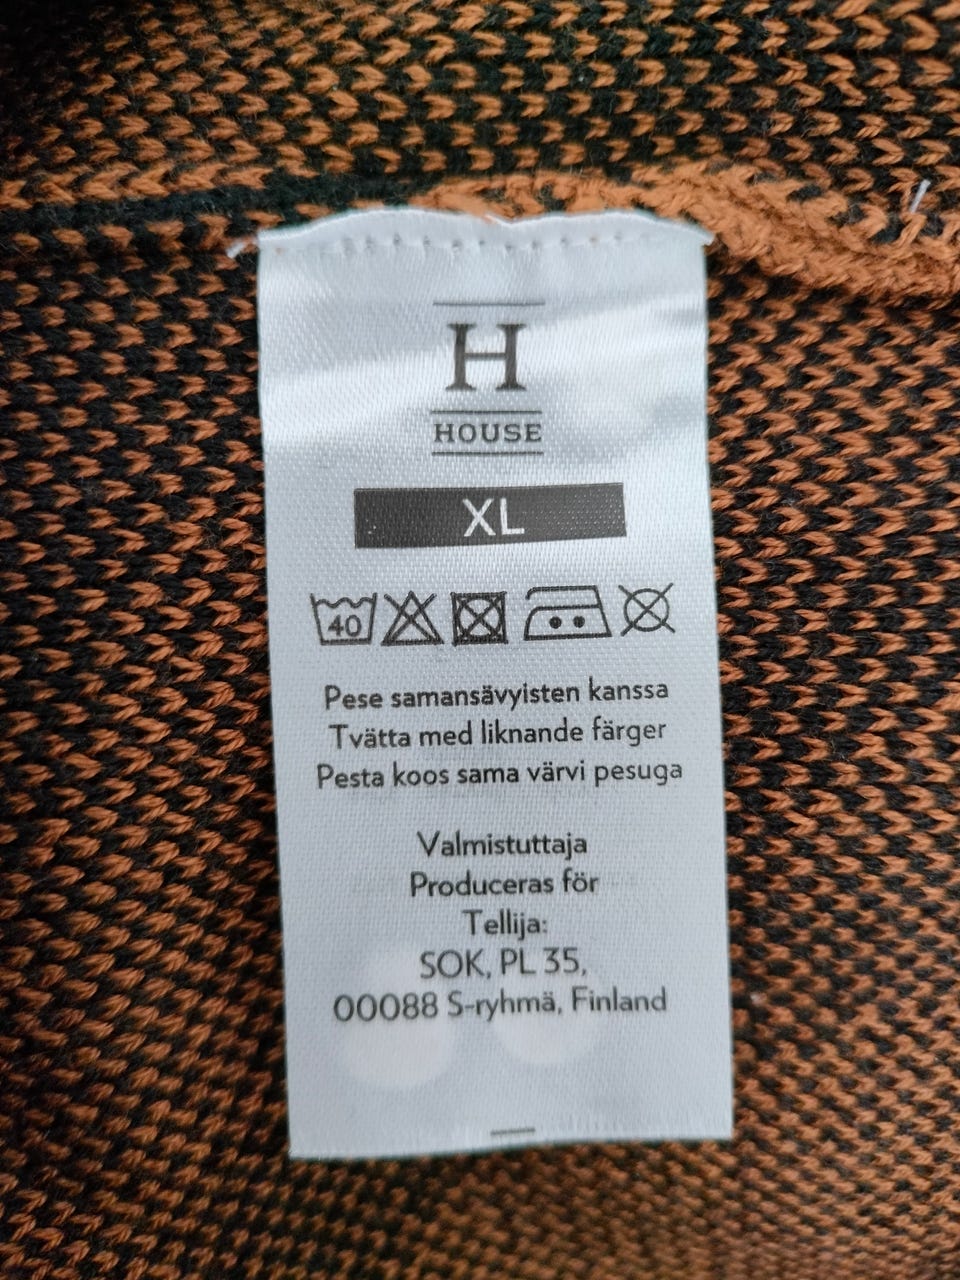 H
HOUSE
XL
40
Pese samansävyisten kanssa
Tvätta med liknande färger
Pesta koos sama värvi pesuga
Valmistuttaja
Produceras för
Tellija:
SOK, PL 35,
00088 S-ryhmä, Finland